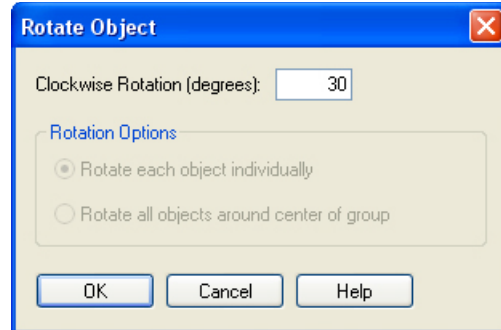 Rotate Object
Clockwise Rotation (degrees): 30
Rotation Options
Rotate each object individually
Rotate all objects around center of group
OK Cancel Help